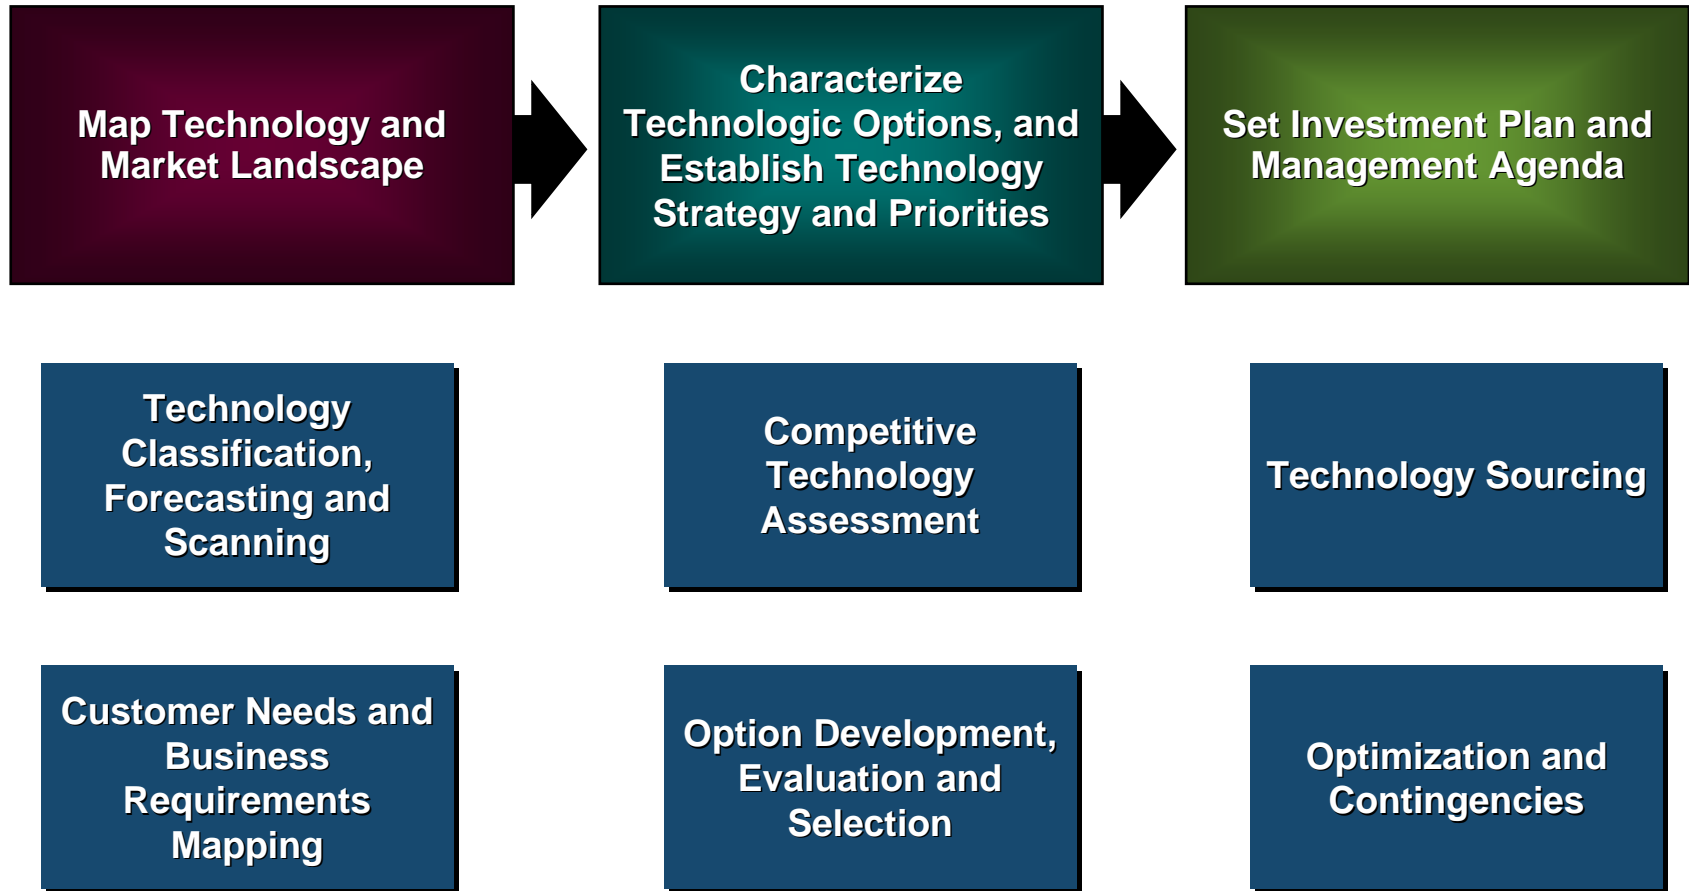 Map Technology and
Market Landscape
Characterize
Technologic Options, and
Establish Technology
Strategy and Priorities
Set Investment Plan and
Management Agenda
Technology
Classification,
Forecasting and
Scanning
Competitive
Technology
Assessment
Technology Sourcing
Customer Needs and
Business
Requirements
Mapping
Option Development,
Evaluation and
Selection
Optimization and
Contingencies